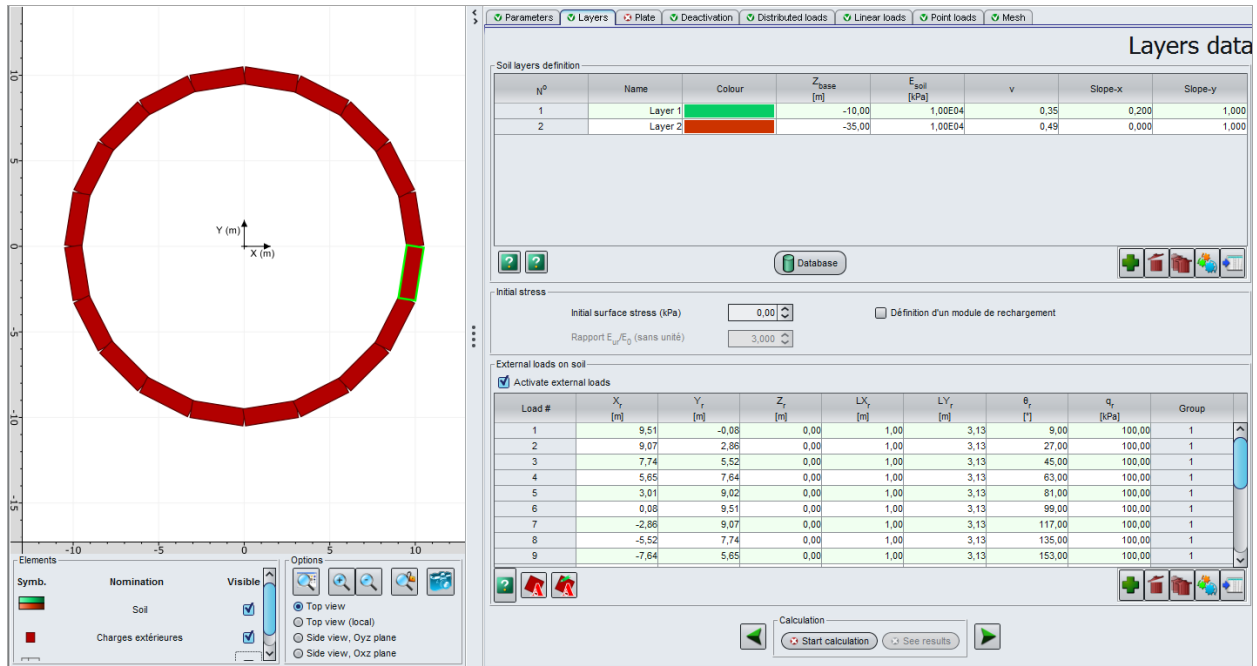 Parameters Layers Plate Deactivation Distributed loads Linear loads Point loads Mesh
Layers data
Soil layers definition
N° Name Colour Z base [m] E soil [kPa] ν Slope-x Slope-y
1 Layer 1 -10,00 1,00E04 0,35 0,200 1,000
2 Layer 2 -35,00 1,00E04 0,49 0,000 1,000
? ? Database
Initial stress
Initial surface stress (kPa) 0,00 Définition d'un module de rechargement
Rapport E ur/E 0 (sans unité) 3,000
External loads on soil
Activate external loads
Load # X r [m] Y r [m] Z r [m] LX r [m] LY r [m] θ r [°] q r [kPa] Group
1 9,51 -0,08 0,00 1,00 3,13 9,00 100,00 1
2 9,07 2,86 0,00 1,00 3,13 27,00 100,00 1
3 7,74 5,52 0,00 1,00 3,13 45,00 100,00 1
4 5,65 7,64 0,00 1,00 3,13 63,00 100,00 1
5 3,01 9,02 0,00 1,00 3,13 81,00 100,00 1
6 0,08 9,51 0,00 1,00 3,13 99,00 100,00 1
7 -2,86 9,07 0,00 1,00 3,13 117,00 100,00 1
8 -5,52 7,74 0,00 1,00 3,13 135,00 100,00 1
9 -7,64 5,65 0,00 1,00 3,13 153,00 100,00 1
?
Calculation
Start calculation See results
10
5
0
-5
-10
-15
Y (m)
X (m)
-10 -5 0 5 10
Elements
Symb. Nomination Visible
Soil
Charges extérieures
Options
Top view
Top view (local)
Side view, Oyz plane
Side view, Oxz plane